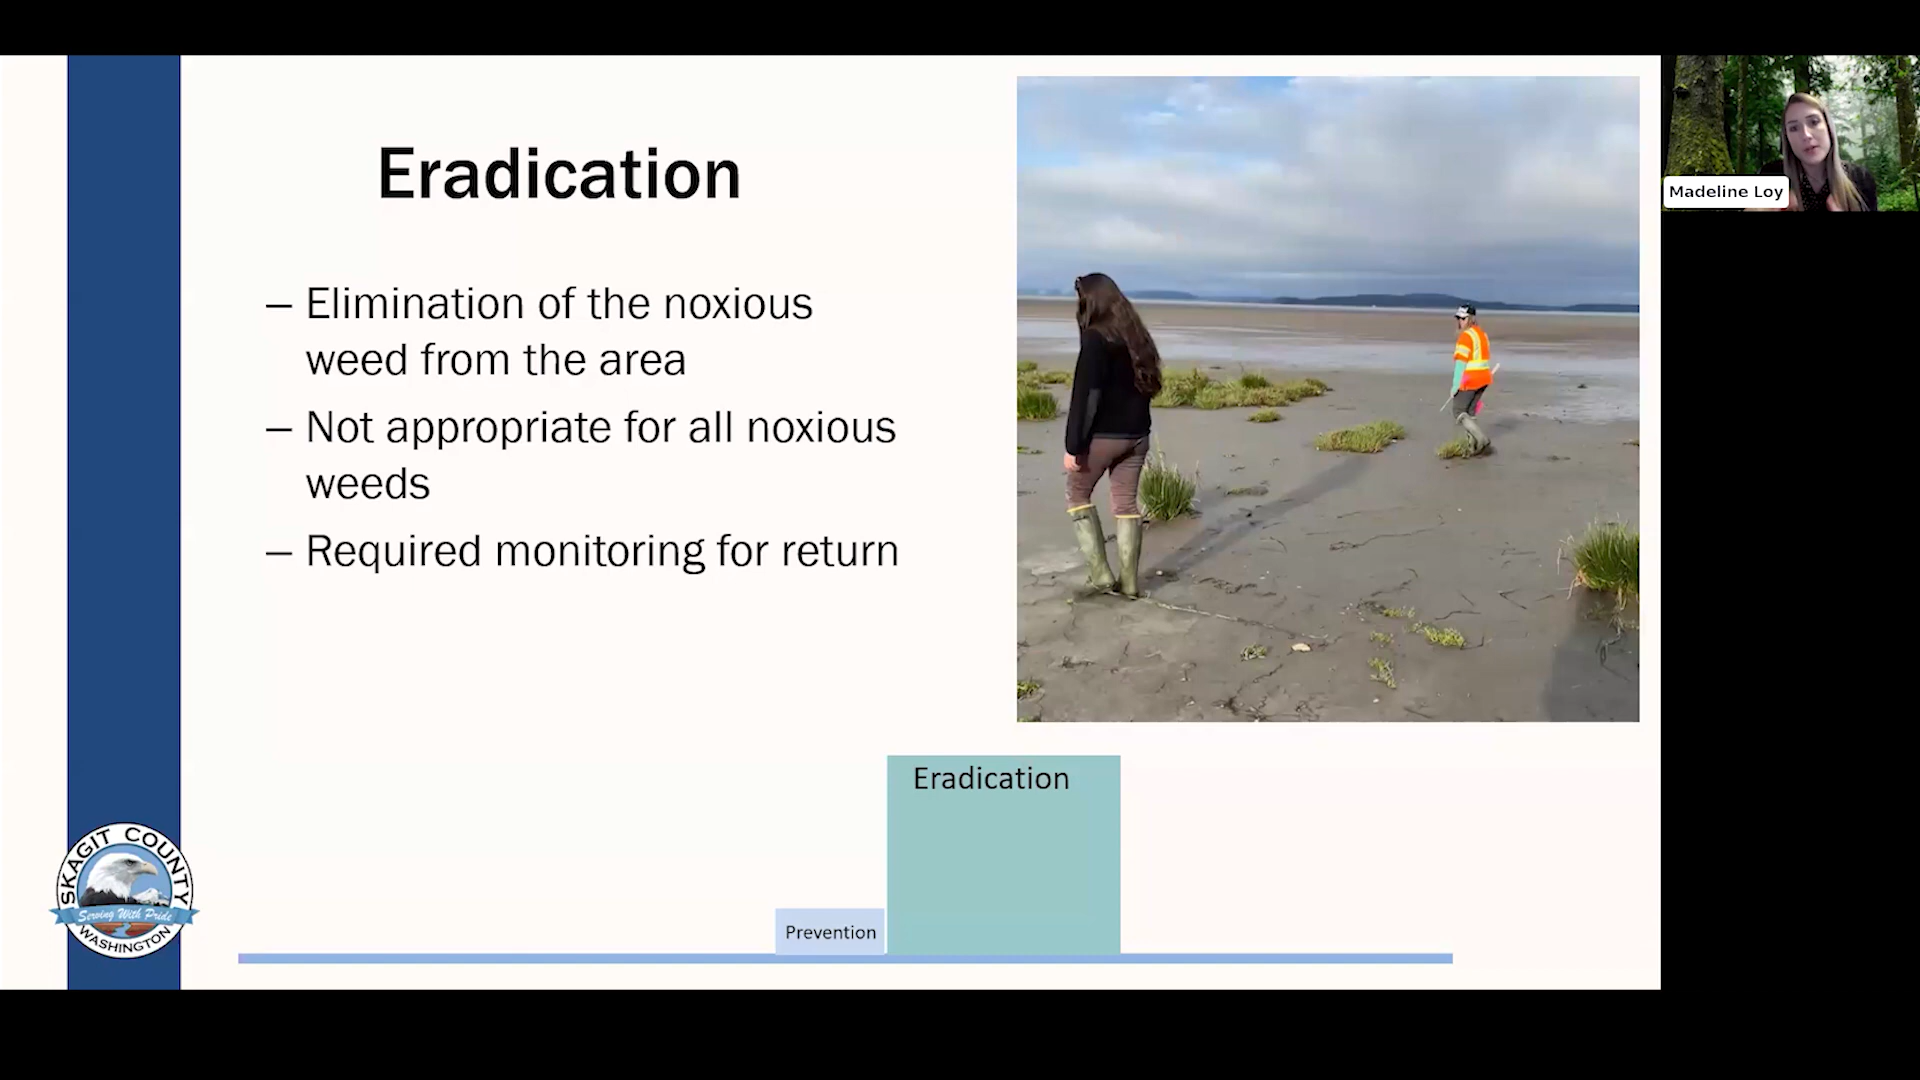 Eradication
– Elimination of the noxious
weed from the area
– Not appropriate for all noxious
weeds
– Required monitoring for return
Madeline Loy
Eradication
Prevention
SKAGIT COUNTY
Serving With Pride
WASHINGTON